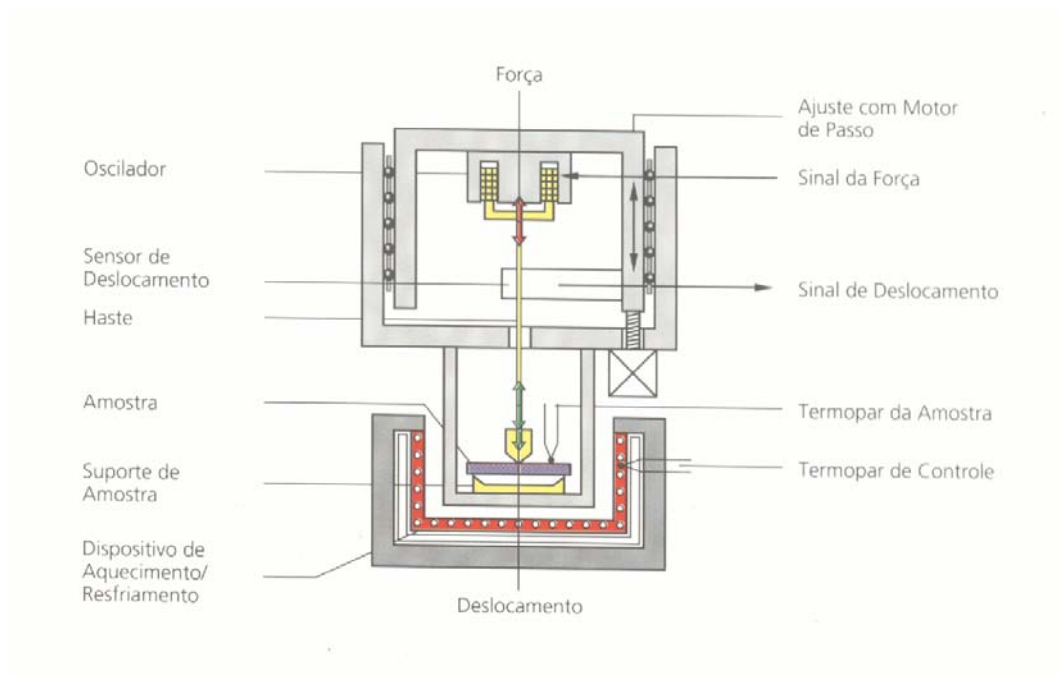 Força
Ajuste com Motor
de Passo
Oscilador
Sinal da Força
Sensor de
Deslocamento
Sinal de Deslocamento
Haste
Amostra
Termopar da Amostra
Suporte de
Amostra
Termopar de Controle
Dispositivo de
Aquecimento/
Resfriamento
Deslocamento